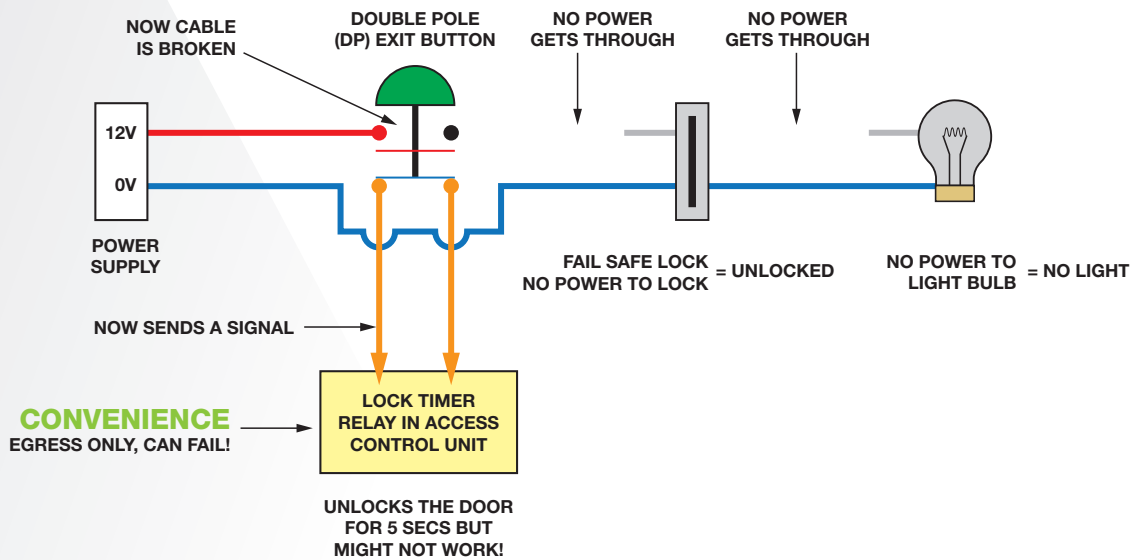 NOW CABLE
IS BROKEN
DOUBLE POLE
(DP) EXIT BUTTON
NO POWER
GETS THROUGH
NO POWER
GETS THROUGH
12V
0V
POWER
SUPPLY
FAIL SAFE LOCK
NO POWER TO LOCK
= UNLOCKED
NO POWER TO
LIGHT BULB
= NO LIGHT
NOW SENDS A SIGNAL
CONVENIENCE
EGRESS ONLY, CAN FAIL!
LOCK TIMER
RELAY IN ACCESS
CONTROL UNIT
UNLOCKS THE DOOR
FOR 5 SECS BUT
MIGHT NOT WORK!